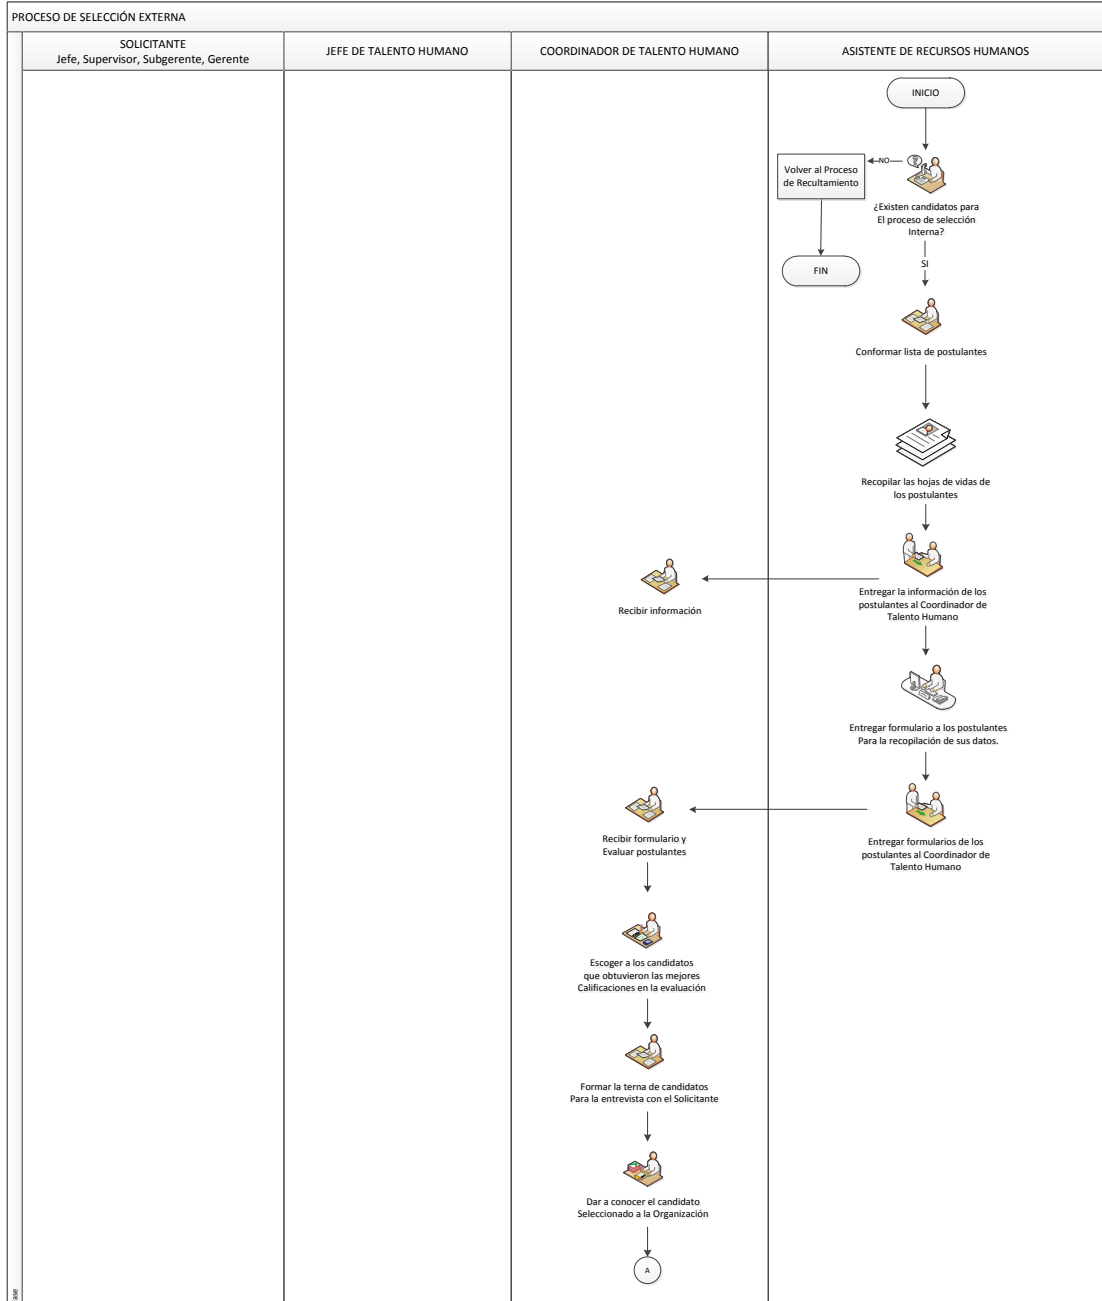 PROCESO DE SELECCIÓN EXTERNA
SOLICITANTE
Jefe, Supervisor, Subgerente, Gerente
JEFE DE TALENTO HUMANO
COORDINADOR DE TALENTO HUMANO
ASISTENTE DE RECURSOS HUMANOS
INICIO
NO
Volver al Proceso
de Recultamiento
¿Existen candidatos para
El proceso de selección
Interna?
FIN
SI
Conformar lista de postulantes
Recopilar las hojas de vidas de
los postulantes
Entregar la información de los
postulantes al Coordinador de
Talento Humano
Recibir información
Entregar formulario a los postulantes
Para la recopilación de sus datos.
Entregar formularios de los
postulantes al Coordinador de
Talento Humano
Recibir formulario y
Evaluar postulantes
Escoger a los candidatos
que obtuvieron las mejores
Calificaciones en la evaluación
Formar la terna de candidatos
Para la entrevista con el Solicitante
Dar a conocer el candidato
Seleccionado a la Organización
A